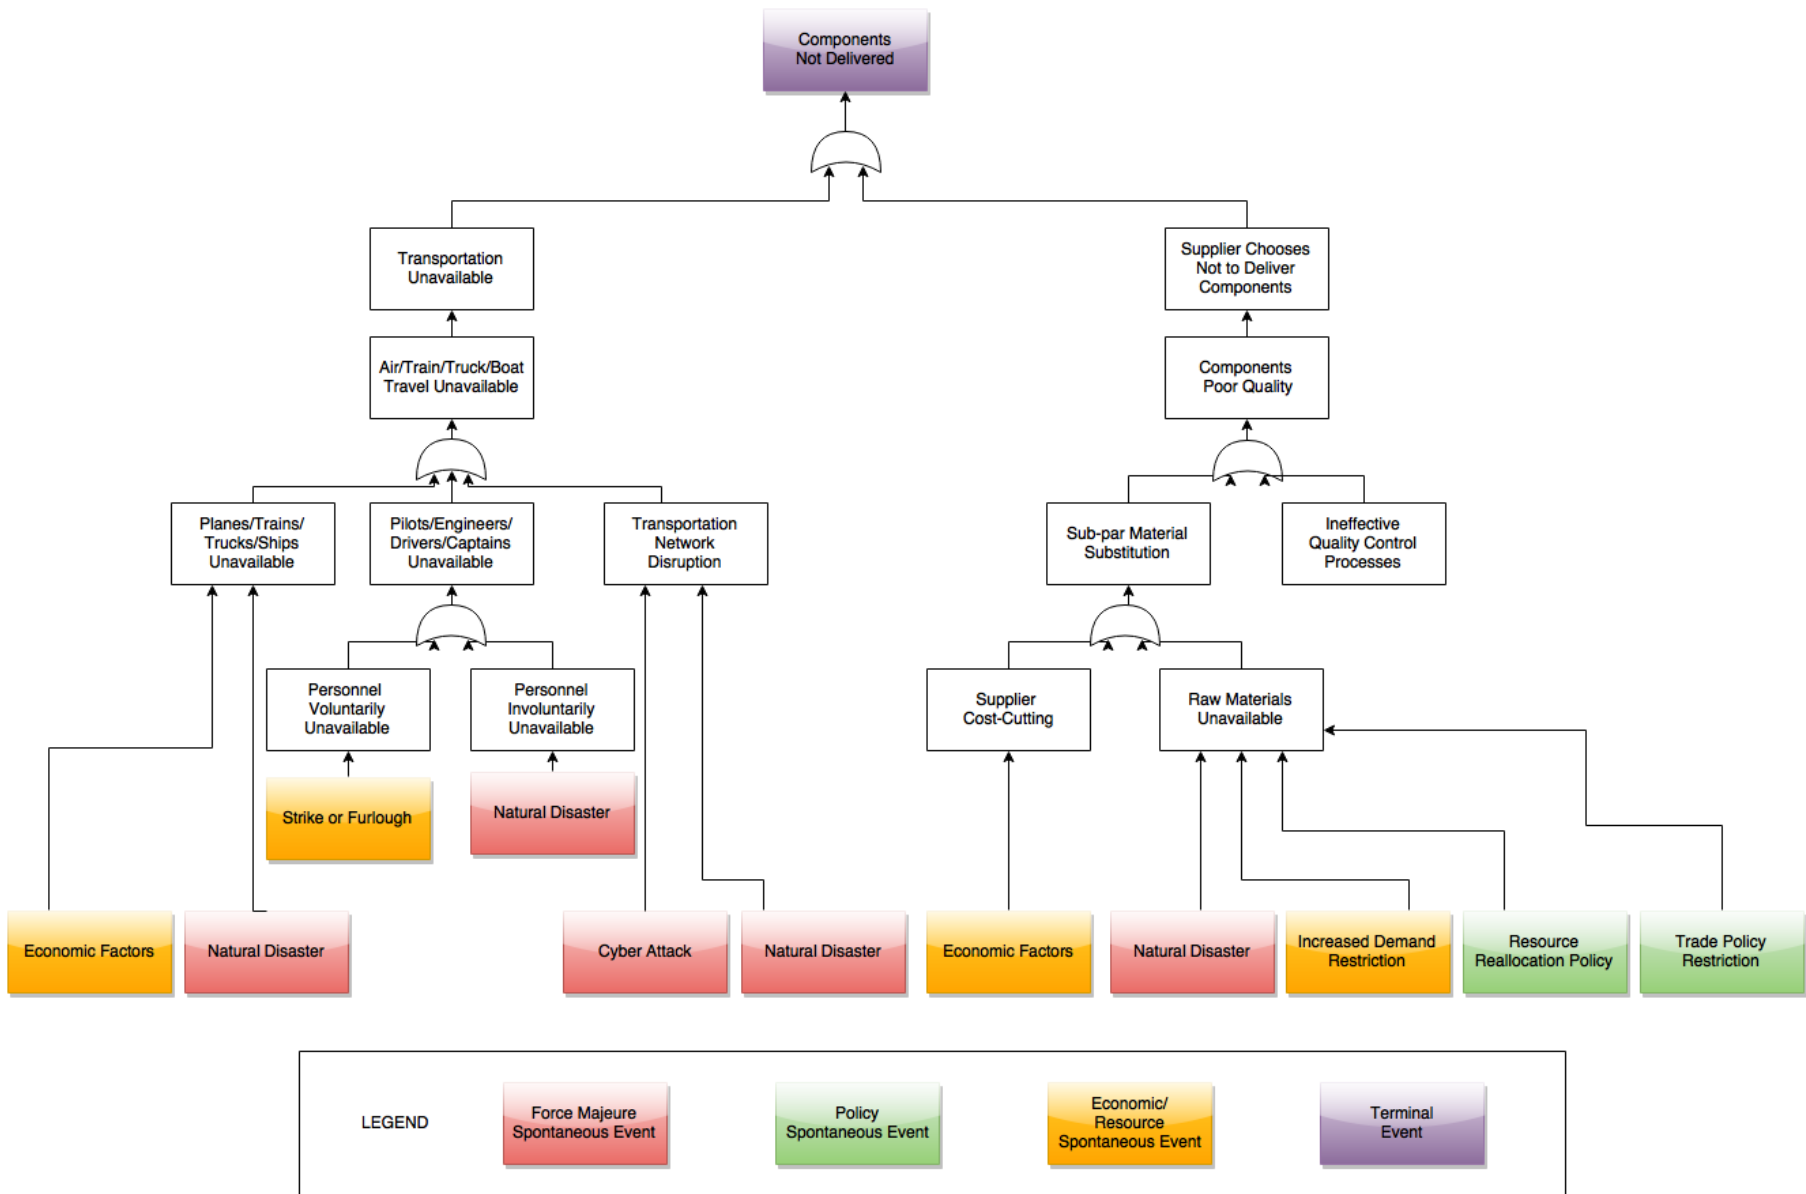 Components
Not Delivered
Transportation
Unavailable
Supplier Chooses
Not to Deliver
Components
Air/Train/Truck/Boat
Travel Unavailable
Components
Poor Quality
Planes/Trains/
Trucks/Ships
Unavailable
Pilots/Engineers/
Drivers/Captains
Unavailable
Transportation
Network
Disruption
Sub-par Material
Substitution
Ineffective
Quality Control
Processes
Personnel
Voluntarily
Unavailable
Personnel
Involuntarily
Unavailable
Supplier
Cost-Cutting
Raw Materials
Unavailable
Strike or Furlough
Natural Disaster
Economic Factors
Natural Disaster
Cyber Attack
Natural Disaster
Economic Factors
Natural Disaster
Increased Demand
Restriction
Resource
Reallocation Policy
Trade Policy
Restriction
LEGEND
Force Majeure
Spontaneous Event
Policy
Spontaneous Event
Economic/
Resource
Spontaneous Event
Terminal
Event